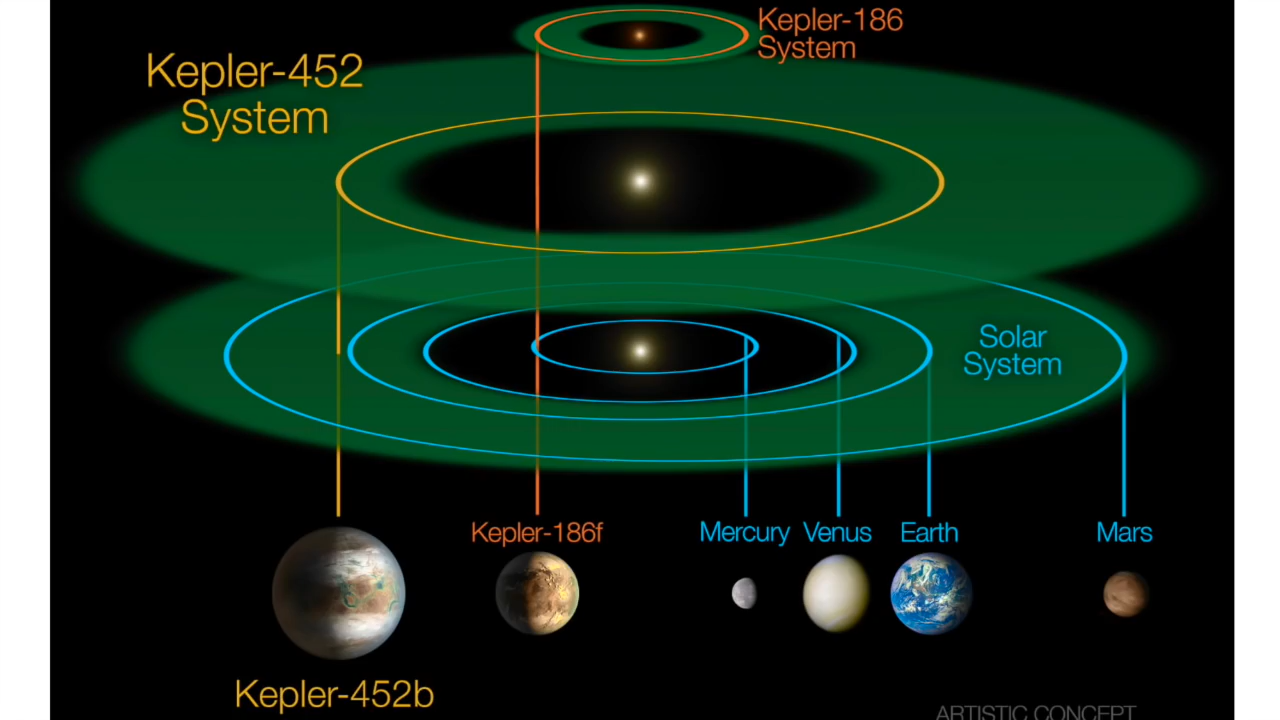 Kepler-186
System
Kepler-452
System
Solar
System
Kepler-186f
Mercury
Venus
Earth
Mars
Kepler-452b
ARTISTIC CONCEPT